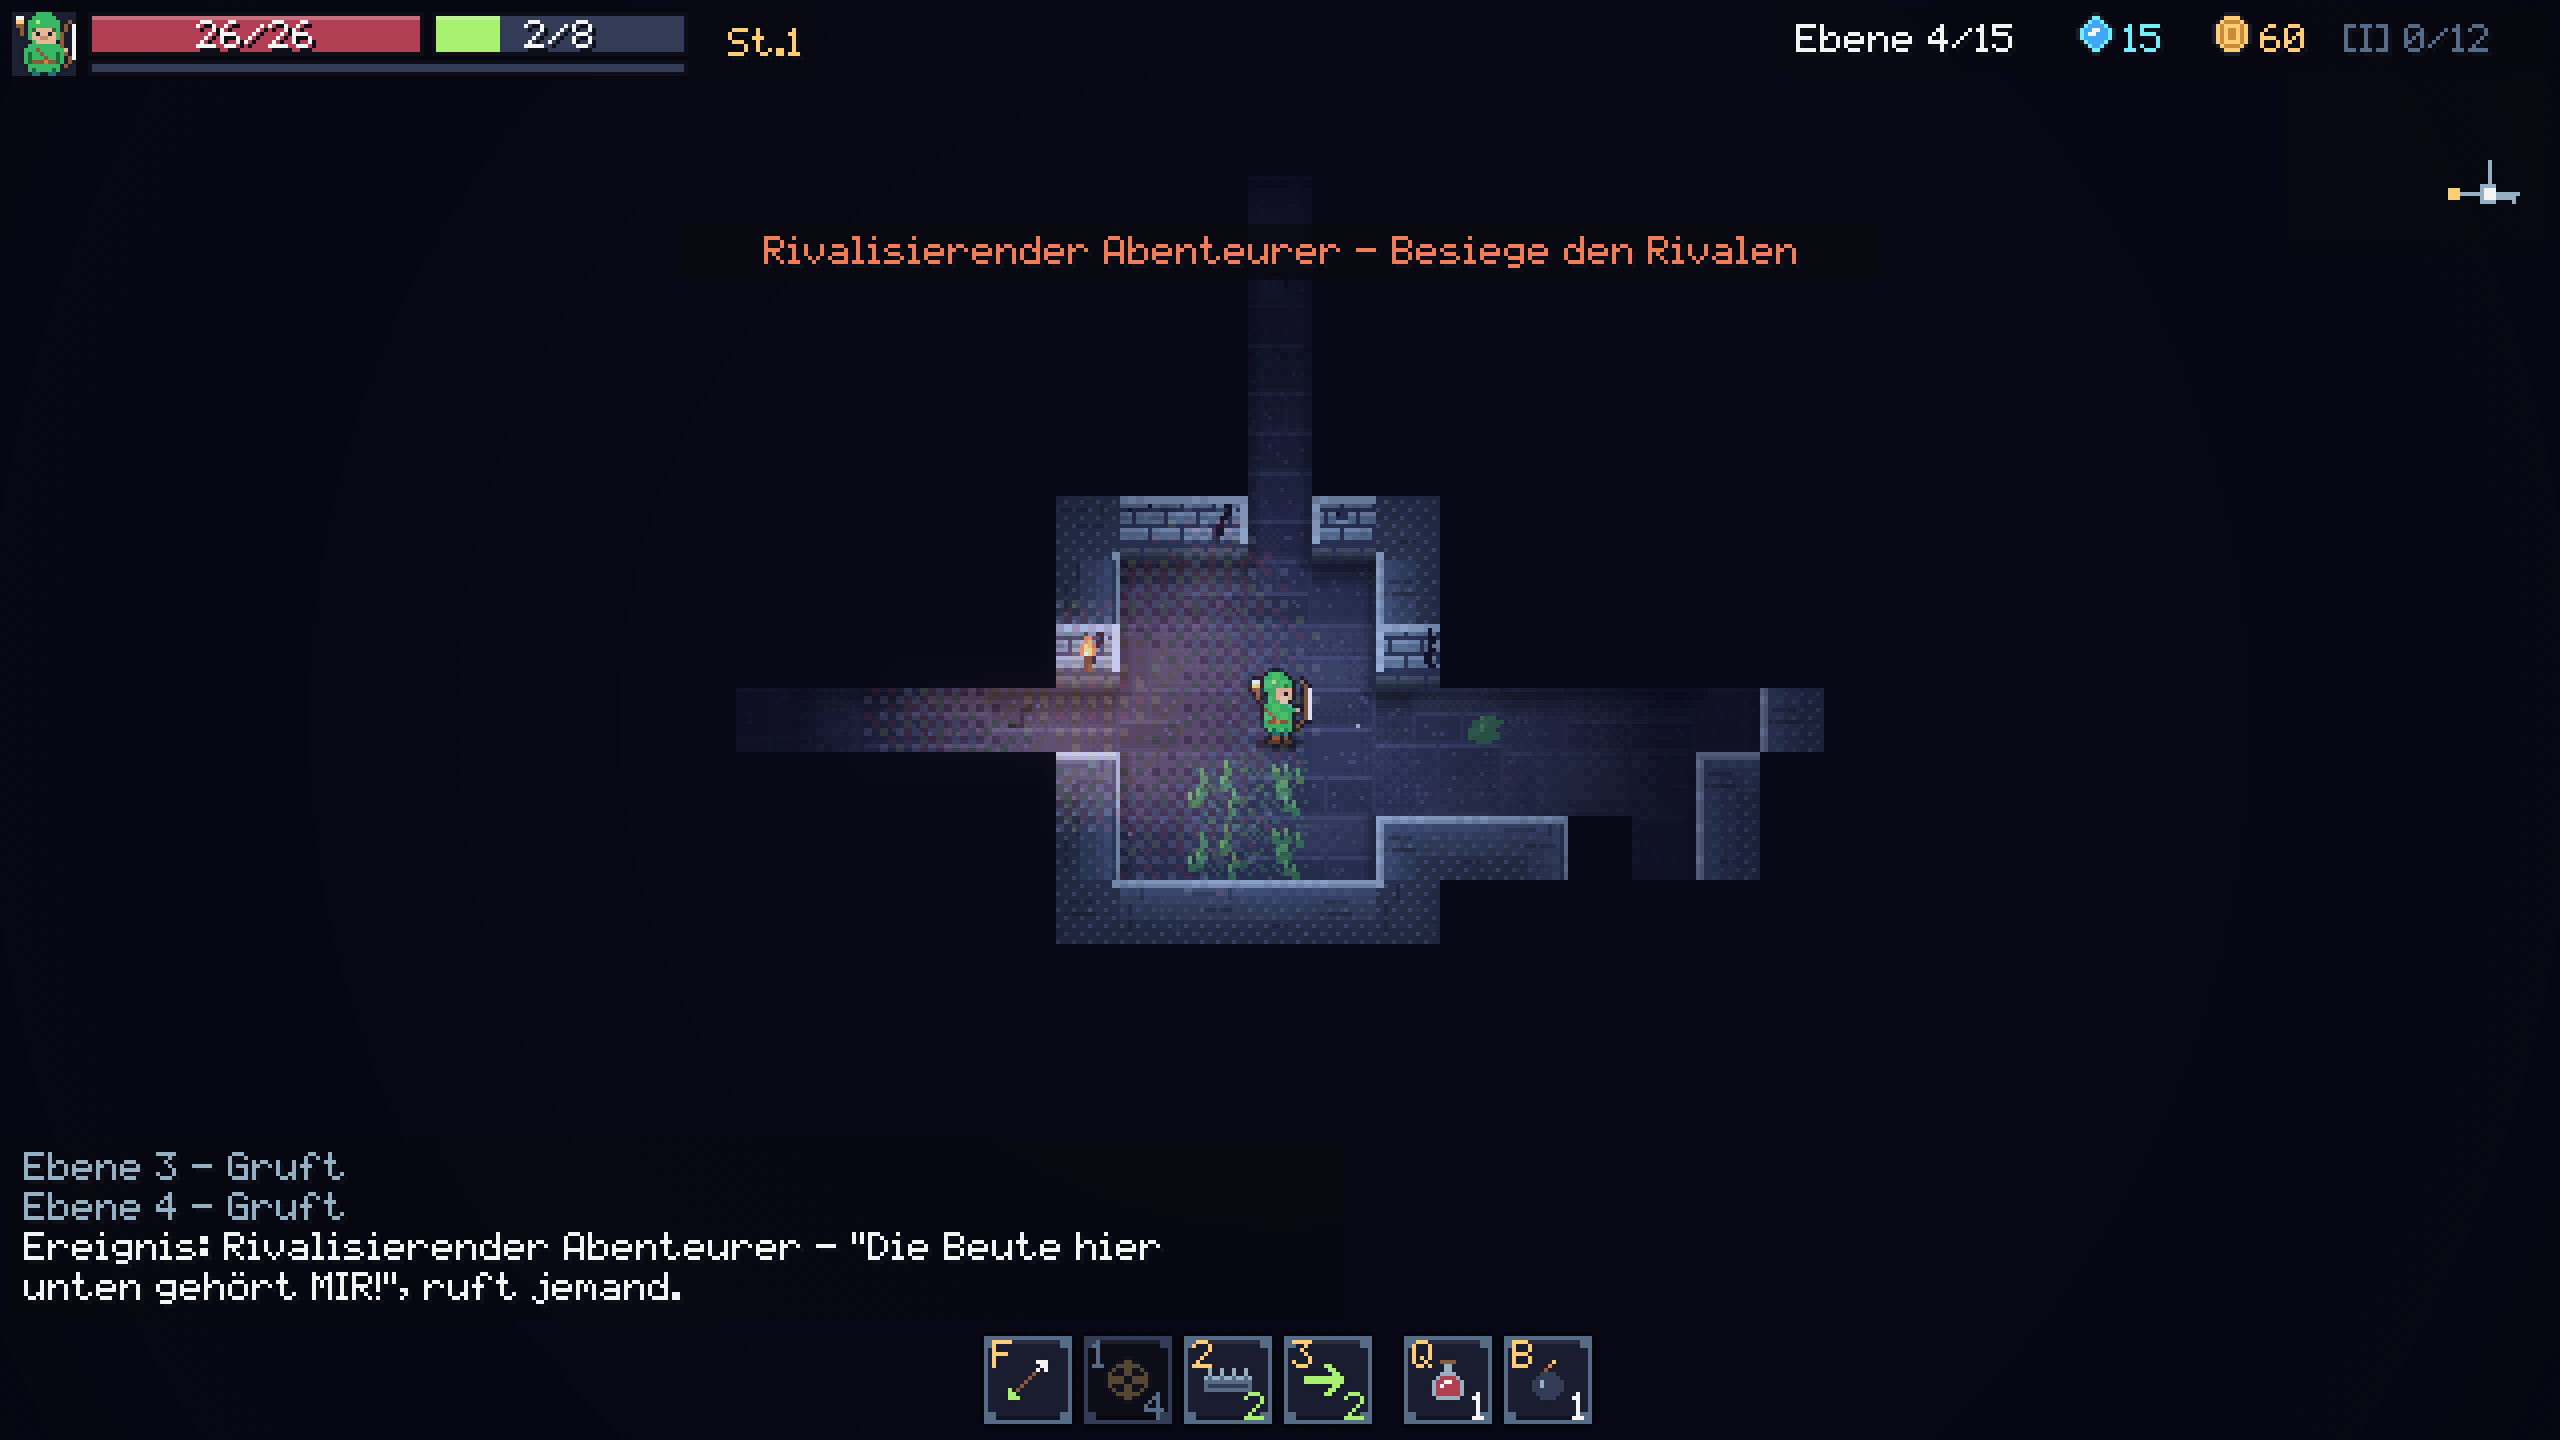 26/26 2/8 St.1 Ebene 4/15 15 60 [I] 0/12
Rivalisierender Abenteurer – Besiege den Rivalen
Ebene 3 – Gruft
Ebene 4 – Gruft
Ereignis: Rivalisierender Abenteurer – "Die Beute hier
unten gehört MIR!", ruft jemand.
F 1 2 3 Q B
4 2 2 1 1